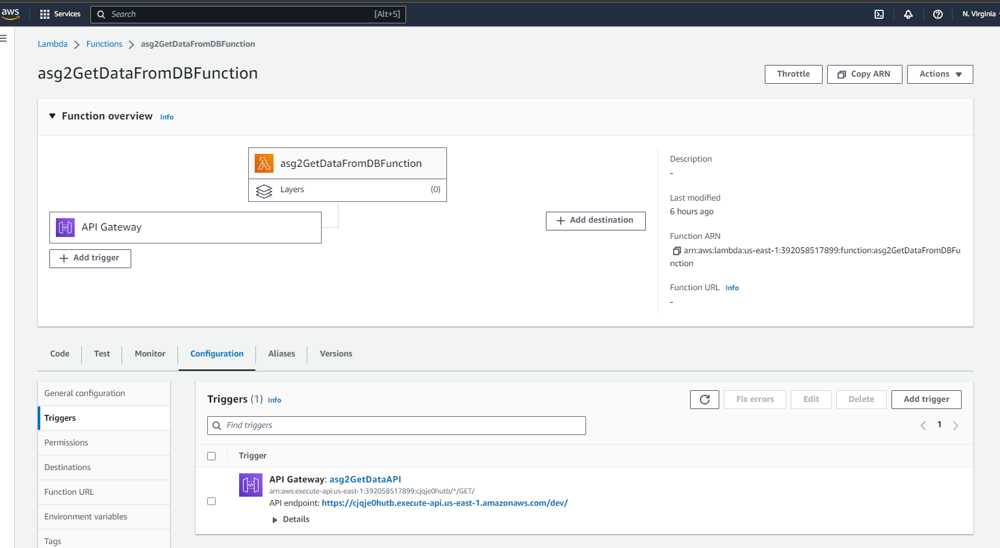 aws
Services
Search [Alt+S]
N. Virginia
Lambda > Functions > asg2GetDataFromDBFunction
asg2GetDataFromDBFunction
Throttle
Copy ARN
Actions
Function overview Info
asg2GetDataFromDBFunction
Layers (0)
API Gateway
+ Add trigger
+ Add destination
Description
-
Last modified
6 hours ago
Function ARN
arn:aws:lambda:us-east-1:392058517899:function:asg2GetDataFromDBFu
nction
Function URL Info
-
Code
Test
Monitor
Configuration
Aliases
Versions
General configuration
Triggers
Permissions
Destinations
Function URL
Environment variables
Tags
Triggers (1) Info
Fix errors
Edit
Delete
Add trigger
Find triggers
1
Trigger
API Gateway: asg2GetDataAPI
arn:aws:execute-api:us-east-1:392058517899:cjqje0hutb/*/GET/
API endpoint: https://cjqje0hutb.execute-api.us-east-1.amazonaws.com/dev/
Details